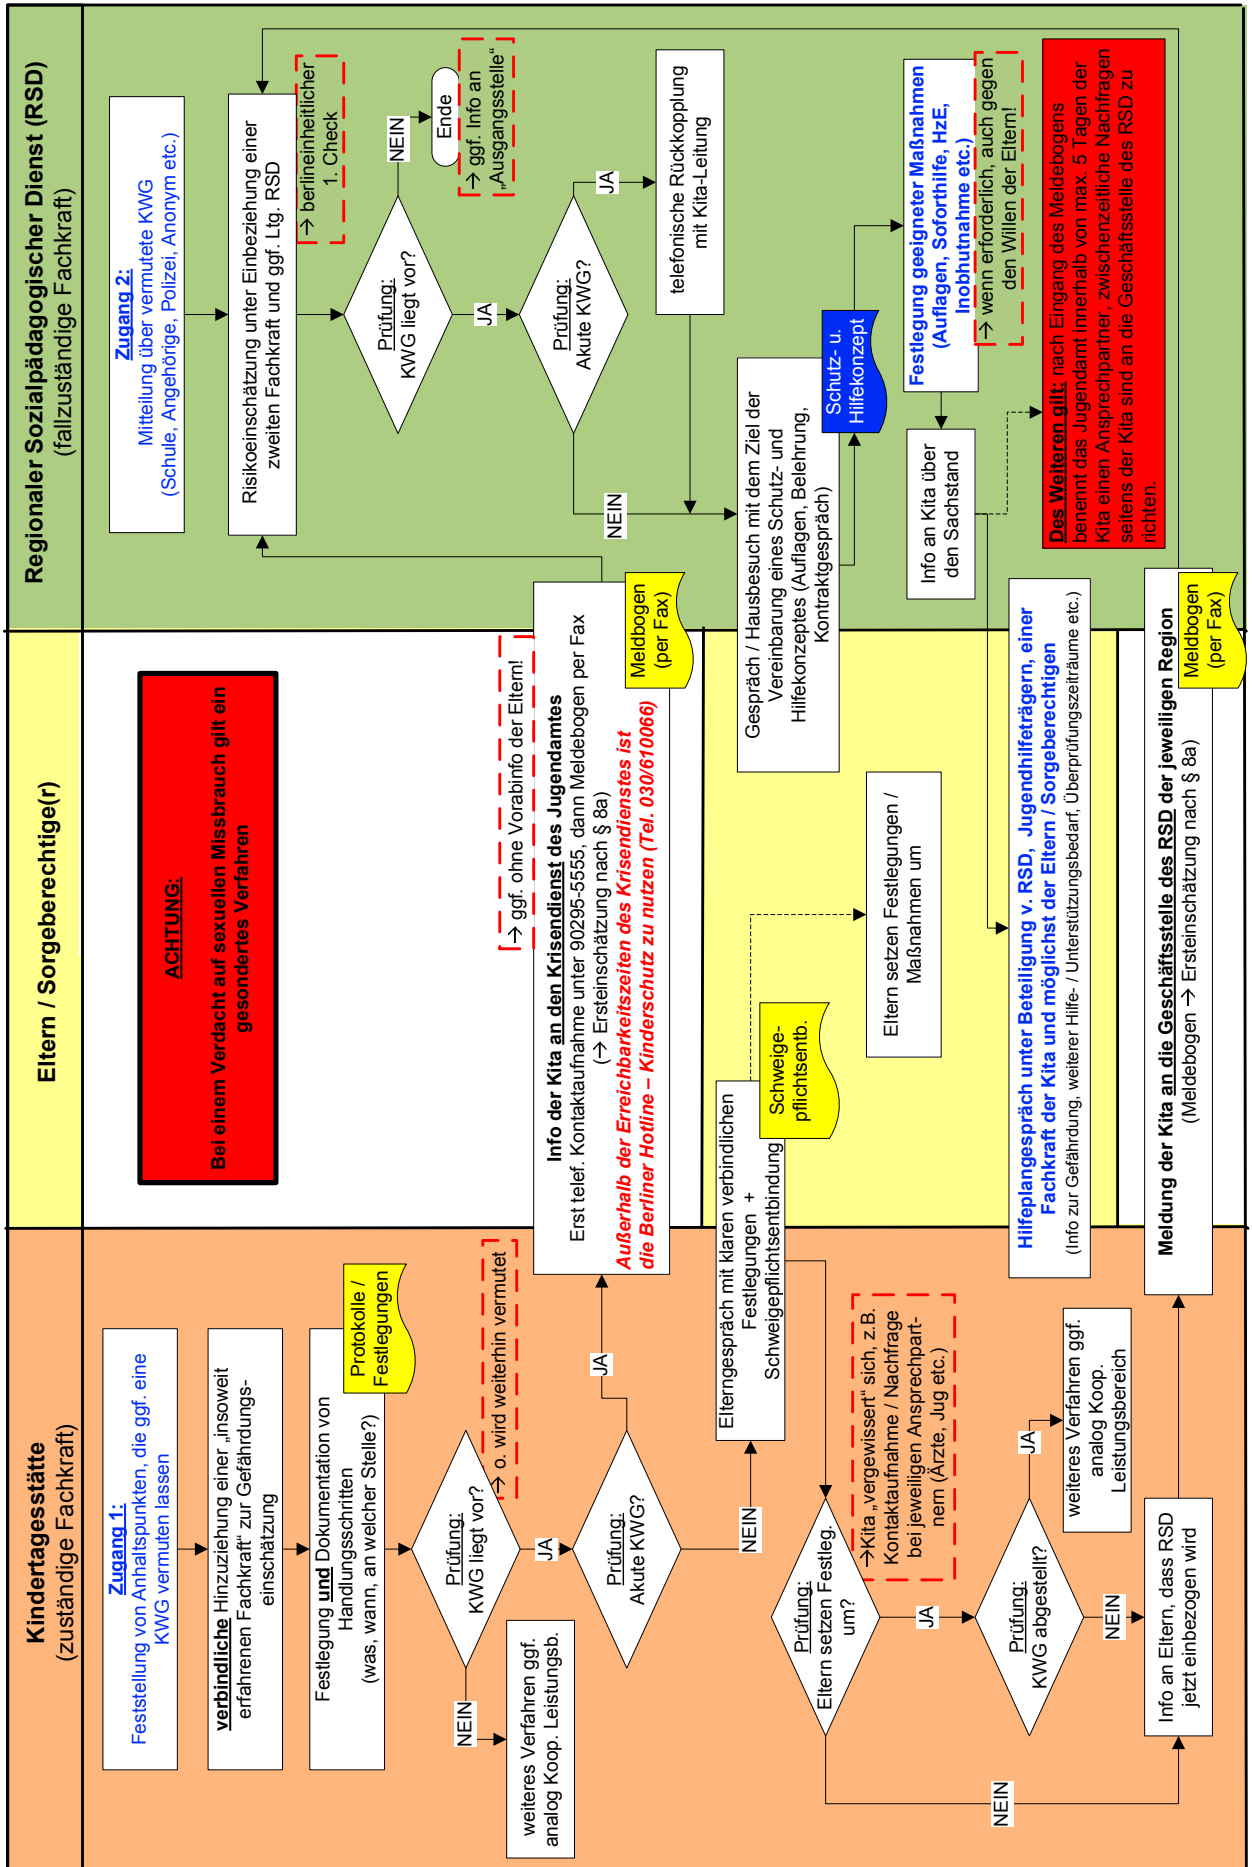 Kindertagesstätte
(zuständige Fachkraft)
Eltern / Sorgeberechtige(r)
Regionaler Sozialpädagogischer Dienst (RSD)
(fallzuständige Fachkraft)
Zugang 1:
Feststellung von Anhaltspunkten, die ggf. eine
KWG vermuten lassen
verbindliche Hinzuziehung einer „insoweit
erfahrenen Fachkraft“ zur Gefährdungs-
einschätzung
Festlegung und Dokumentation von
Handlungsschritten
(was, wann, an welcher Stelle?)
Protokolle /
Festlegungen
Prüfung:
KWG liegt vor?
→ o. wird weiterhin vermutet
NEIN
weiteres Verfahren ggf.
analog Koop. Leistungsb.
JA
Prüfung:
Akute KWG?
JA
NEIN
ACHTUNG:
Bei einem Verdacht auf sexuellen Missbrauch gilt ein
gesondertes Verfahren
→ ggf. ohne Vorabinfo der Eltern!
Info der Kita an den Krisendienst des Jugendamtes
Erst telef. Kontaktaufnahme unter 90295-5555, dann Meldebogen per Fax
(→ Ersteinschätzung nach § 8a)
Außerhalb der Erreichbarkeitszeiten des Krisendienstes ist
die Berliner Hotline – Kinderschutz zu nutzen (Tel. 030/610066)
Meldbogen
(per Fax)
Elterngespräch mit klaren verbindlichen
Festlegungen +
Schweigepflichtsentbindung
Schweige-
pflichtsentb.
Eltern setzen Festlegungen /
Maßnahmen um
Prüfung:
Eltern setzen Festleg.
um?
→Kita „vergewissert“ sich, z.B.
Kontaktaufnahme / Nachfrage
bei jeweiligen Ansprechpart-
nern (Ärzte, Jug etc.)
JA
NEIN
Prüfung:
KWG abgestellt?
JA
weiteres Verfahren ggf.
analog Koop.
Leistungsbereich
NEIN
Info an Eltern, dass RSD
jetzt einbezogen wird
Meldung der Kita an die Geschäftsstelle des RSD der jeweiligen Region
(Meldebogen → Ersteinschätzung nach § 8a)
Meldbogen
(per Fax)
Zugang 2:
Mitteilung über vermutete KWG
(Schule, Angehörige, Polizei, Anonym etc.)
Risikoeinschätzung unter Einbeziehung einer
zweiten Fachkraft und ggf. Ltg. RSD
→ berlineinheitlicher
1. Check
Prüfung:
KWG liegt vor?
NEIN
Ende
→ ggf. Info an
„Ausgangsstelle“
JA
Prüfung:
Akute KWG?
JA
telefonische Rückkopplung
mit Kita-Leitung
NEIN
Gespräch / Hausbesuch mit dem Ziel der
Vereinbarung eines Schutz- und
Hilfekonzeptes (Auflagen, Belehrung,
Kontraktgespräch)
Schutz- u.
Hilfekonzept
Festlegung geeigneter Maßnahmen
(Auflagen, Soforthilfe, HzE,
Inobhutnahme etc.)
→ wenn erforderlich, auch gegen
den Willen der Eltern!
Info an Kita über
den Sachstand
Hilfeplangespräch unter Beteiligung v. RSD, Jugendhilfeträgern, einer
Fachkraft der Kita und möglichst der Eltern / Sorgeberechtigen
(Info zur Gefährdung, weiterer Hilfe- / Unterstützungsbedarf, Überprüfungszeiträume etc.)
Des Weiteren gilt: nach Eingang des Meldebogens
benennt das Jugendamt innerhalb von max. 5 Tagen der
Kita einen Ansprechpartner, zwischenzeitliche Nachfragen
seitens der Kita sind an die Geschäftsstelle des RSD zu
richten.